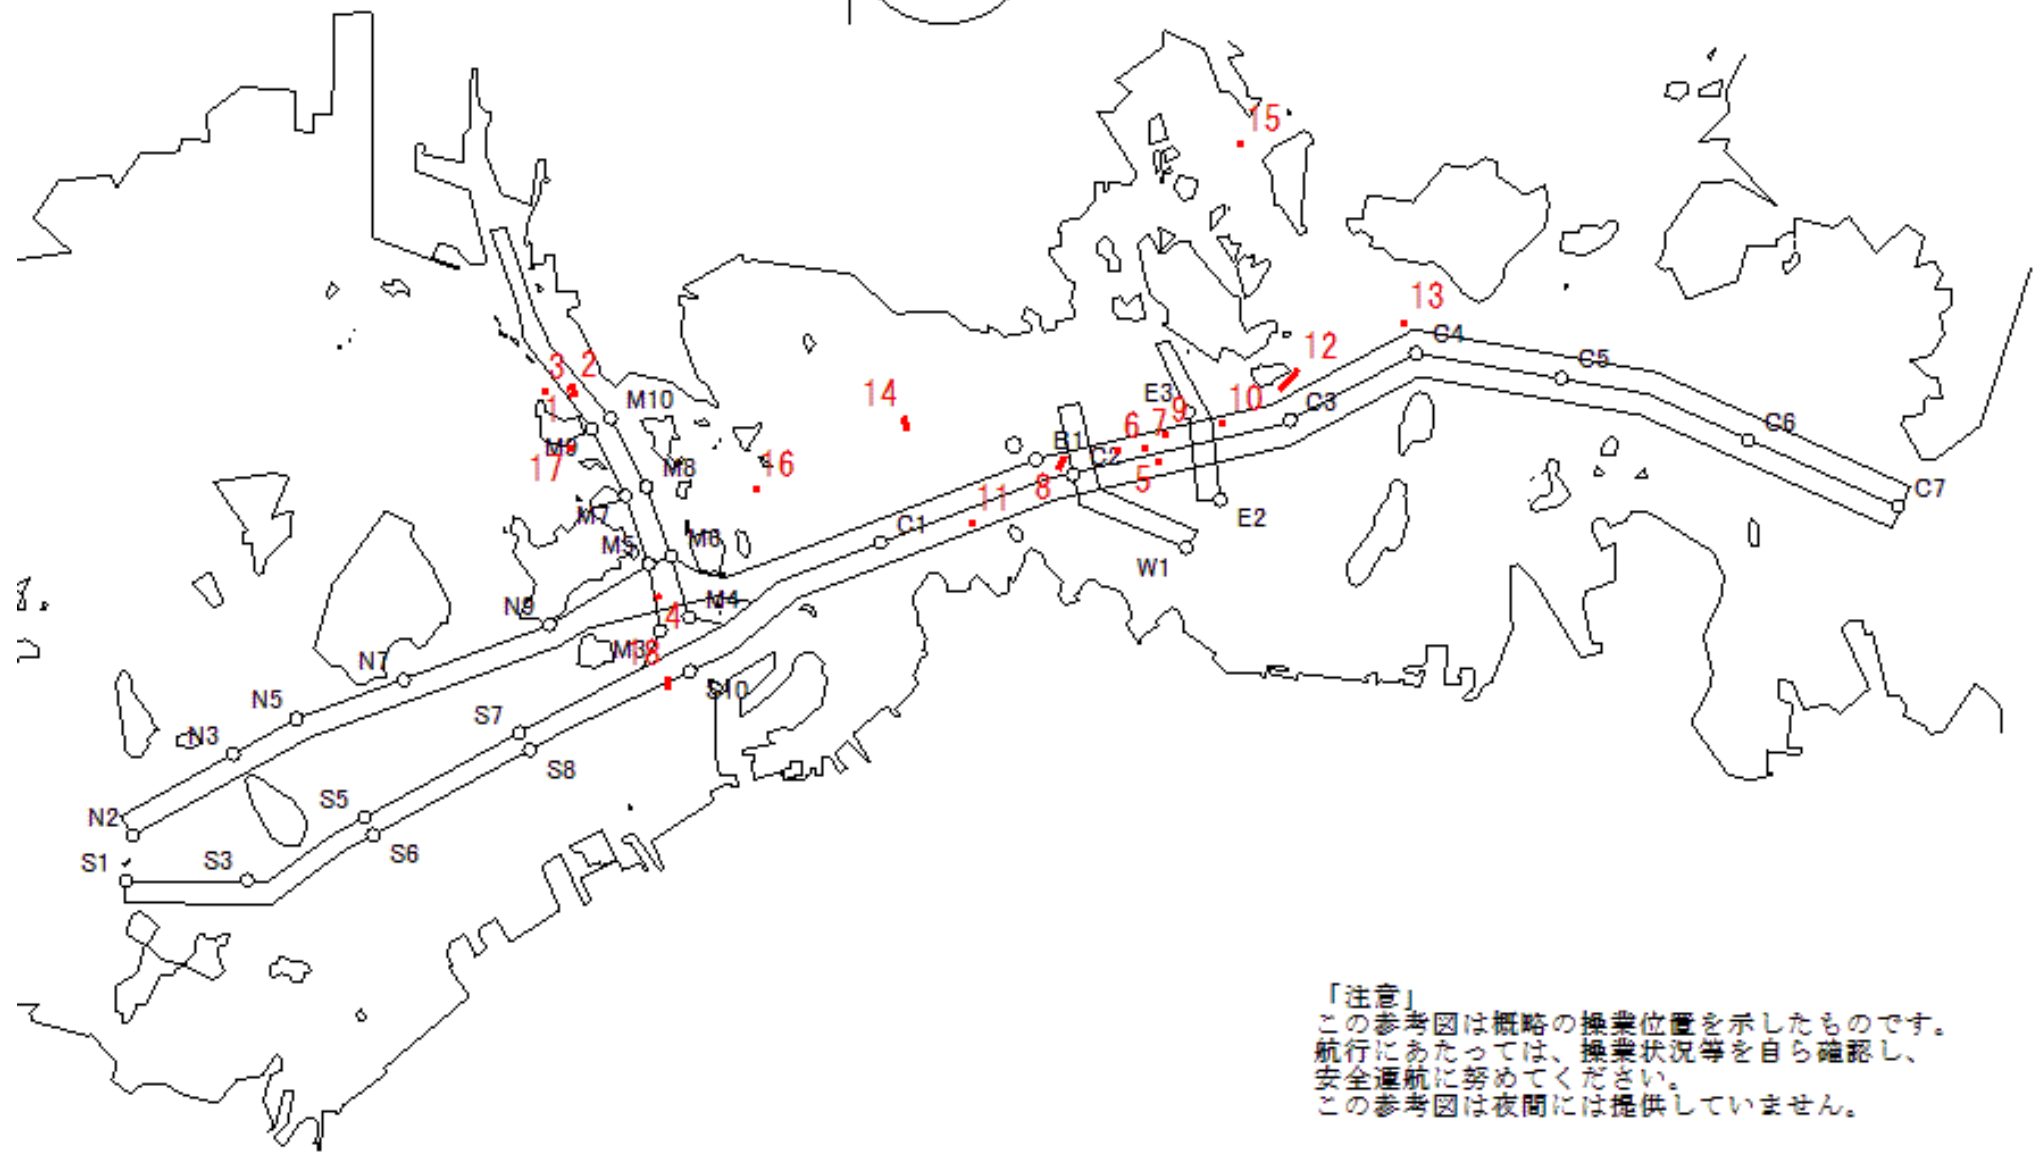 15
13
C4
12
C5
3
2
M10
14
E3
9
10
C3
1
6
7
C6
M9
B1
17
M8
16
C2
5
8
C7
11
E2
M7
C1
M5
M6
W1
N9
M4
4
M3
18
N7
S10
N5
S7
N3
S8
S5
N2
S6
S1
S3
「注意」
この参考図は概略の操業位置を示したものです。
航行にあたっては、操業状況等を自ら確認し、
安全運航に努めてください。
この参考図は夜間には提供していません。